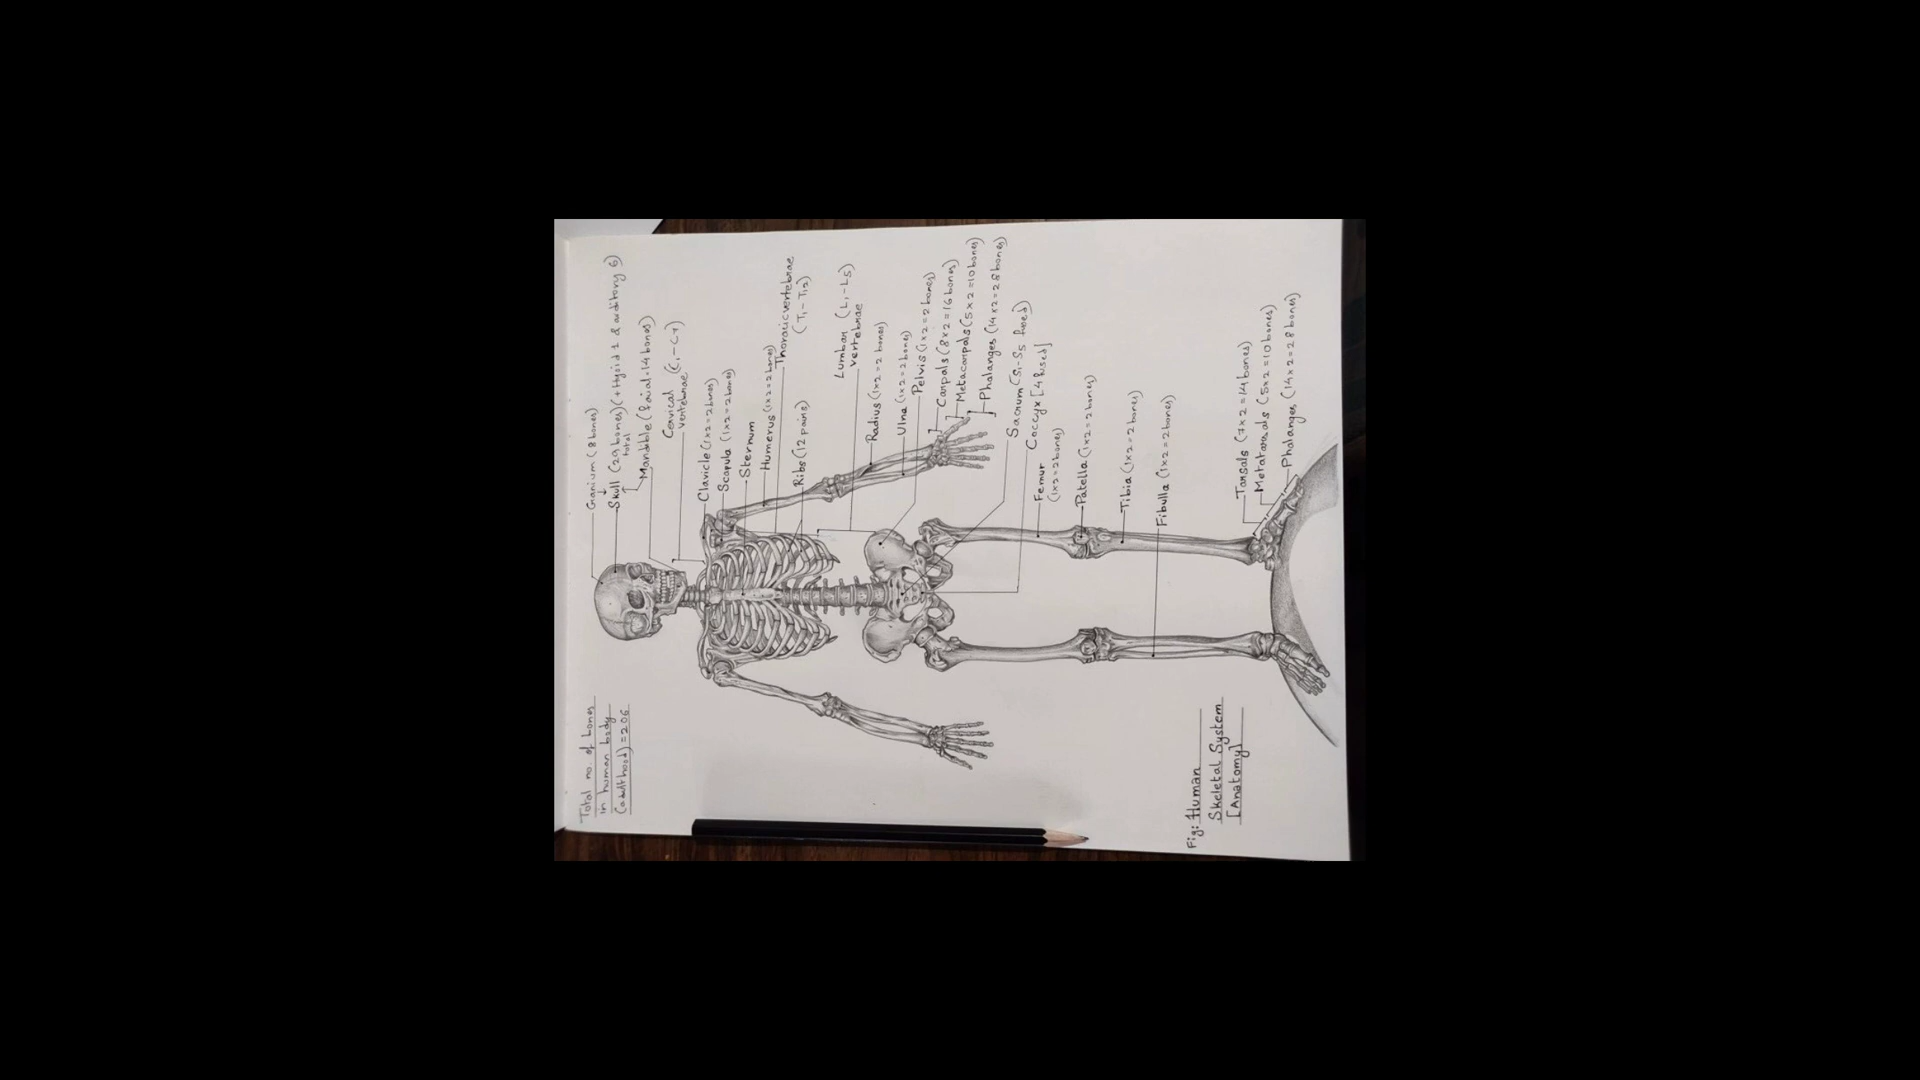 Total no. of bones
in human body
(adulthood) = 206
Cranium (8 bones)
Skull (29 bones) (+ Hyoid 1 & auditory 6)
total
Mandible (facial=14 bones)
Cervical (C1-C7)
vertebrae
Clavicle (1x2=2 bones)
Scapula (1x2=2 bones)
Sternum
Humerus (1x2=2 bones)
Thoracic vertebrae
(T1-T12)
Ribs (12 pairs)
Lumbar (L1-L5)
vertebrae
Radius (1x2=2 bones)
Ulna (1x2=2 bones)
Pelvis (1x2=2 bones)
Carpals (8x2=16 bones)
Metacarpals (5x2=10 bones)
Phalanges (14x2=28 bones)
Sacrum (S1-S5 fused)
Coccyx [4 fused]
Femur
(1x2=2 bones)
Patella (1x2=2 bones)
Tibia (1x2=2 bones)
Fibulla (1x2=2 bones)
Tarsals (7x2=14 bones)
Metatarsals (5x2=10 bones)
Phalanges (14x2=28 bones)
Fig: Human
Skeletal System
[Anatomy]